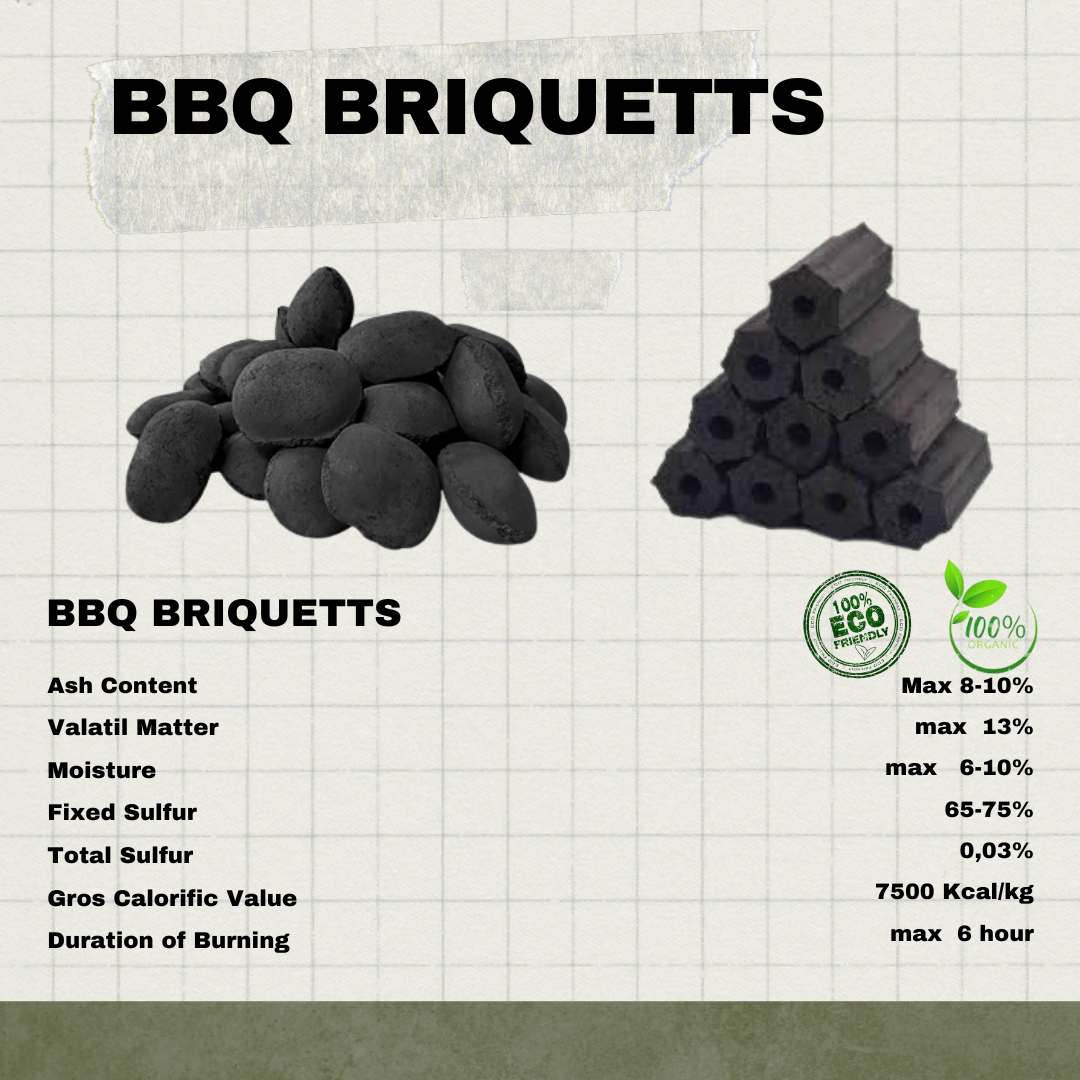 BBQ BRIQUETTS
BBQ BRIQUETTS
100%
ECO
FRIENDLY
100%
ORGANIC
Ash Content Max 8-10%
Valatil Matter max 13%
Moisture max 6-10%
Fixed Sulfur 65-75%
Total Sulfur 0,03%
Gros Calorific Value 7500 Kcal/kg
Duration of Burning max 6 hour